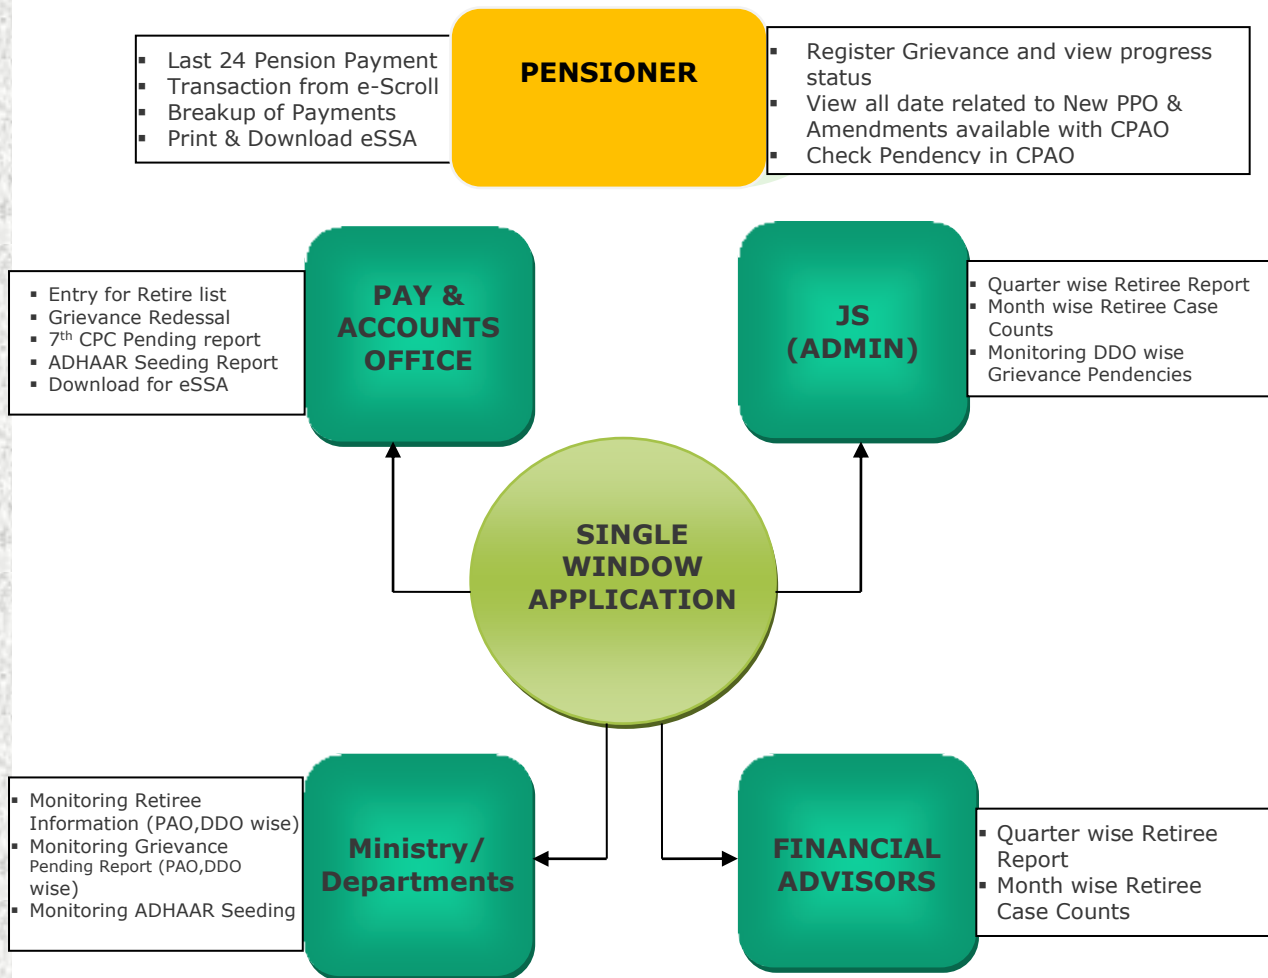 ▪ Last 24 Pension Payment
▪ Transaction from e-Scroll
▪ Breakup of Payments
▪ Print & Download eSSA
PENSIONER
▪ Register Grievance and view progress
status
▪ View all date related to New PPO &
Amendments available with CPAO
▪ Check Pendency in CPAO
▪ Entry for Retire list
▪ Grievance Redessal
▪ 7th CPC Pending report
▪ ADHAAR Seeding Report
▪ Download for eSSA
PAY &
ACCOUNTS
OFFICE
JS
(ADMIN)
▪ Quarter wise Retiree Report
▪ Month wise Retiree Case
Counts
▪ Monitoring DDO wise
Grievance Pendencies
SINGLE
WINDOW
APPLICATION
▪ Monitoring Retiree
Information (PAO,DDO wise)
▪ Monitoring Grievance
Pending Report (PAO,DDO
wise)
▪ Monitoring ADHAAR Seeding
Ministry/
Departments
FINANCIAL
ADVISORS
▪ Quarter wise Retiree
Report
▪ Month wise Retiree
Case Counts